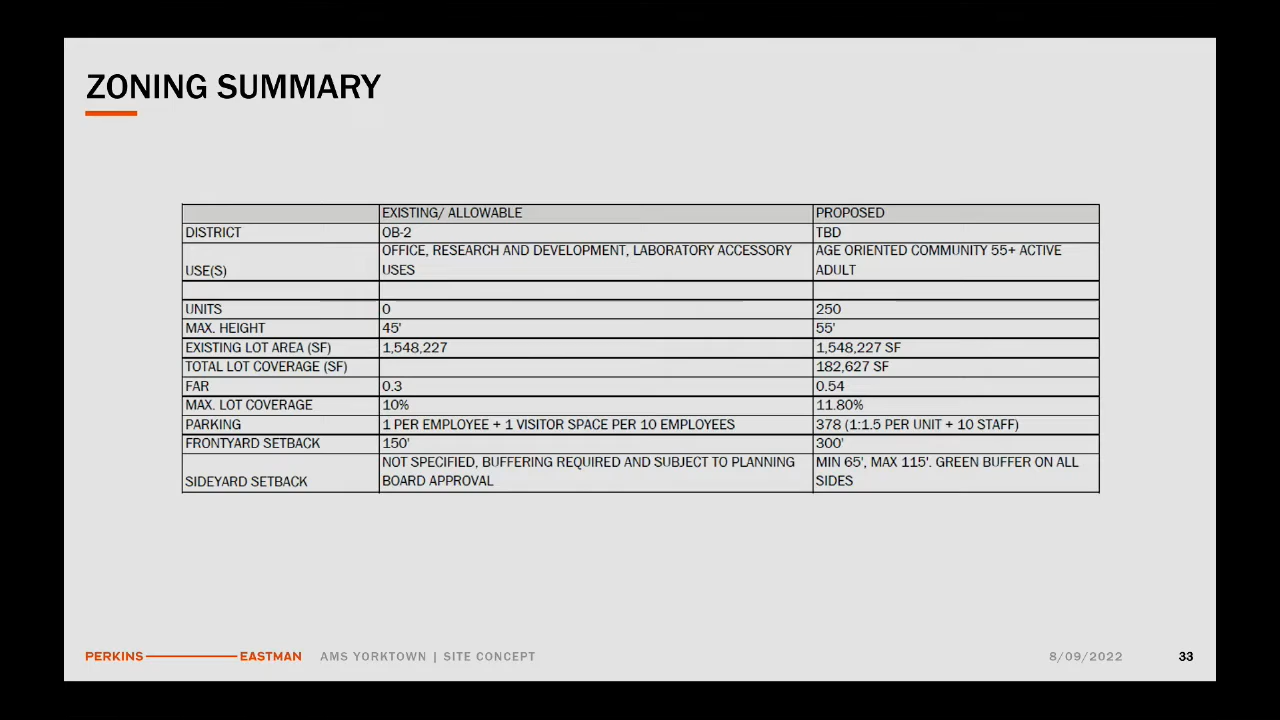 ZONING SUMMARY
EXISTING/ ALLOWABLE PROPOSED
DISTRICT OB-2 TBD
USE(S) OFFICE, RESEARCH AND DEVELOPMENT, LABORATORY ACCESSORY USES AGE ORIENTED COMMUNITY 55+ ACTIVE ADULT
UNITS 0 250
MAX. HEIGHT 45' 55'
EXISTING LOT AREA (SF) 1,548,227 1,548,227 SF
TOTAL LOT COVERAGE (SF) 182,627 SF
FAR 0.3 0.54
MAX. LOT COVERAGE 10% 11.80%
PARKING 1 PER EMPLOYEE + 1 VISITOR SPACE PER 10 EMPLOYEES 378 (1:1.5 PER UNIT + 10 STAFF)
FRONTYARD SETBACK 150' 300'
SIDEYARD SETBACK NOT SPECIFIED, BUFFERING REQUIRED AND SUBJECT TO PLANNING BOARD APPROVAL MIN 65', MAX 115'. GREEN BUFFER ON ALL SIDES
PERKINS EASTMAN AMS YORKTOWN | SITE CONCEPT 8/09/2022 33